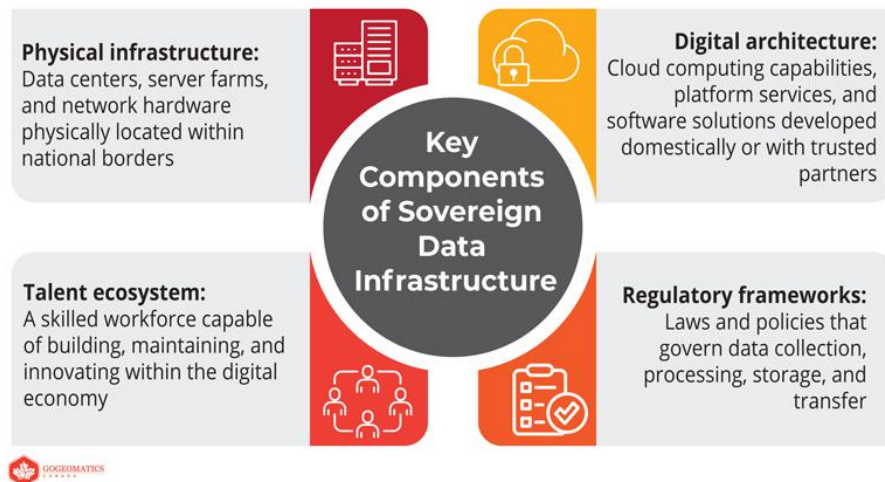 Physical infrastructure:
Data centers, server farms,
and network hardware
physically located within
national borders
Digital architecture:
Cloud computing capabilities,
platform services, and
software solutions developed
domestically or with trusted
partners
Key
Components
of Sovereign
Data
Infrastructure
Talent ecosystem:
A skilled workforce capable
of building, maintaining, and
innovating within the digital
economy
Regulatory frameworks:
Laws and policies that
govern data collection,
processing, storage, and
transfer
GOGEOMATICS
CANADA